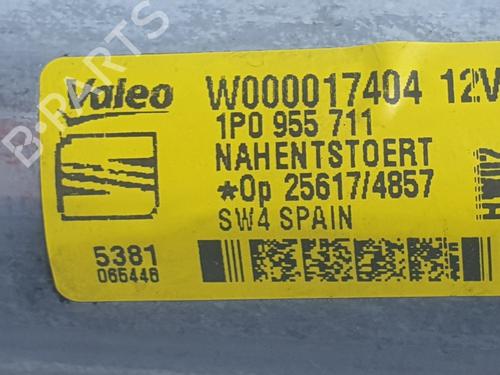 B-PARTS
Valeo
W000017404 12V
1P0 955 711
NAHENTSTOERT
*Op 25617/4857
SW4 SPAIN
5381
065446